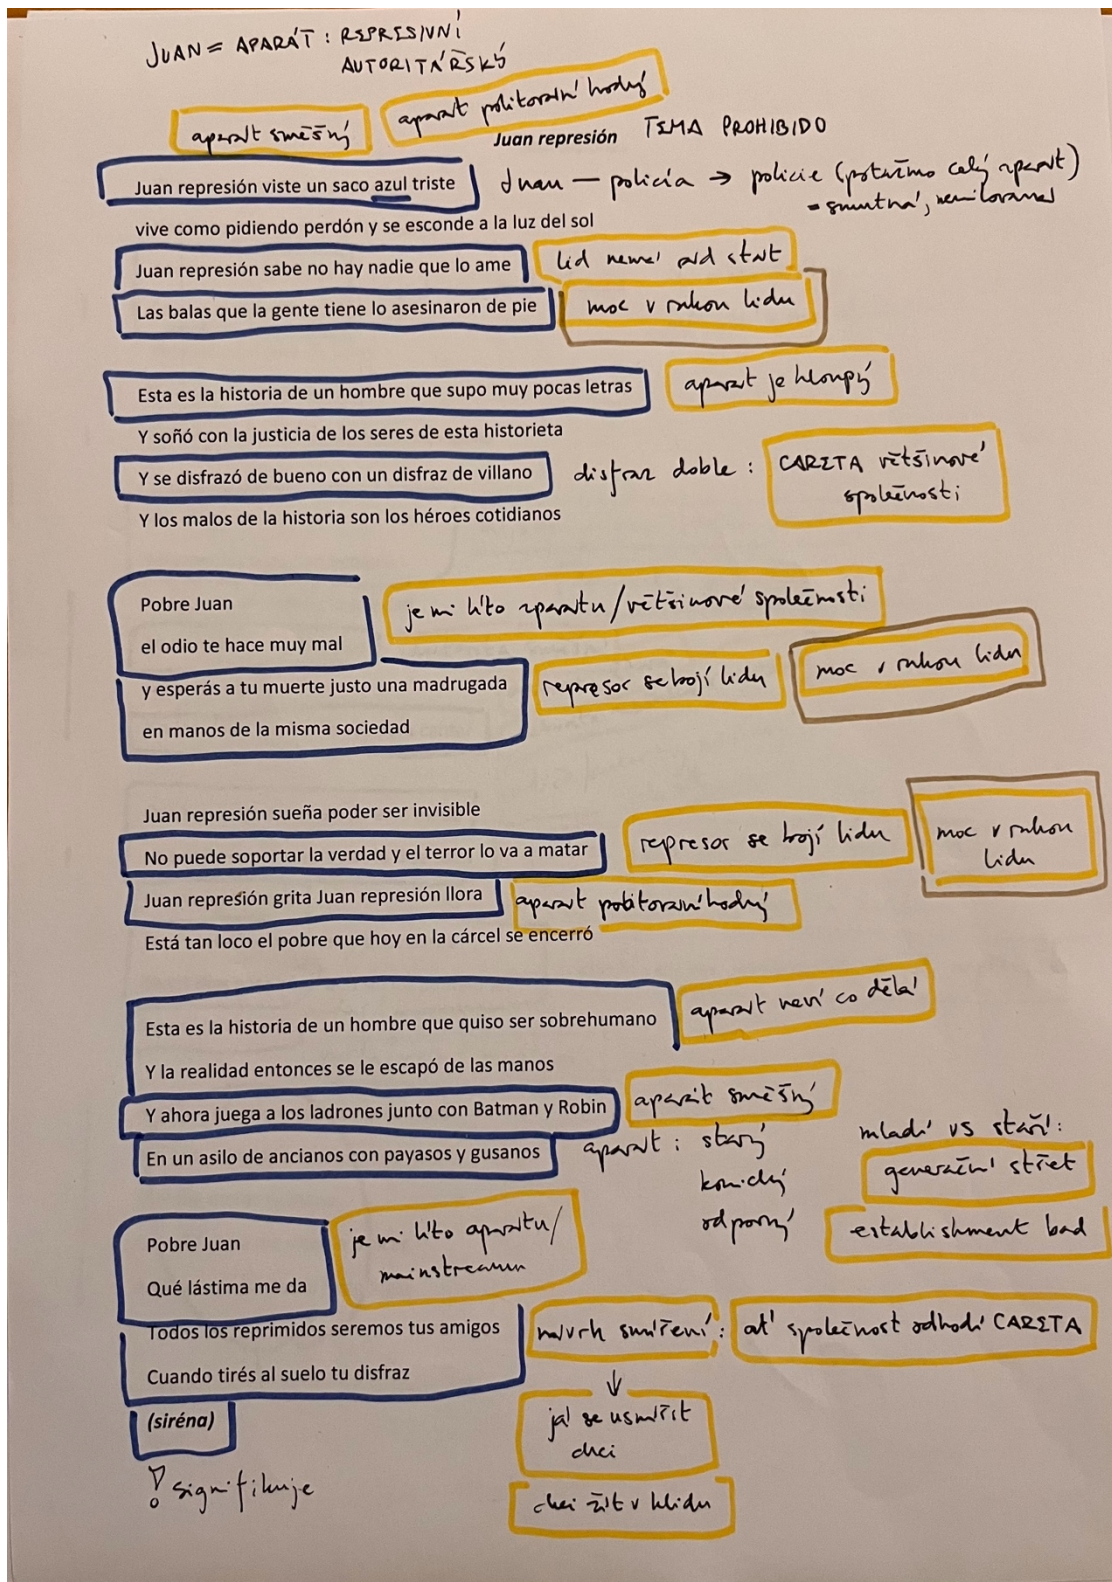 JUAN = APARÁT : REPRESIVNÍ
AUTORITÁŘSKÝ
aparát směšný
aparát politováníhodný
Juan represión TEMA PROHIBIDO
Juan represión viste un saco azul triste
Juan — policía → policie (potažmo celý aparát)
= smutná, nemilovaná
vive como pidiendo perdón y se esconde a la luz del sol
Juan represión sabe no hay nadie que lo ame
lid nemá rád stát
Las balas que la gente tiene lo asesinaron de pie
moc v rukou lidu
Esta es la historia de un hombre que supo muy pocas letras
aparát je hloupý
Y soñó con la justicia de los seres de esta historieta
Y se disfrazó de bueno con un disfraz de villano
disfraz doble : CARETA většinové
společnosti
Y los malos de la historia son los héroes cotidianos
Pobre Juan
je mi líto aparátu/většinové společnosti
el odio te hace muy mal
y esperás a tu muerte justo una madrugada
represor se bojí lidu
moc v rukou lidu
en manos de la misma sociedad
Juan represión sueña poder ser invisible
No puede soportar la verdad y el terror lo va a matar
represor se bojí lidu
moc v rukou
lidu
Juan represión grita Juan represión llora
aparát politováníhodný
Está tan loco el pobre que hoy en la cárcel se encerró
Esta es la historia de un hombre que quiso ser sobrehumano
aparát neví co dělá
Y la realidad entonces se le escapó de las manos
Y ahora juega a los ladrones junto con Batman y Robin
aparát směšný
En un asilo de ancianos con payasos y gusanos
aparát : starý
komický
odporný
mladí vs staří:
generační střet
establishment bad
Pobre Juan
Qué lástima me da
je mi líto aparátu/
mainstreamu
Todos los reprimidos seremos tus amigos
návrh smíření: ať společnost odhodí CARETA
Cuando tirés al suelo tu disfraz
↓
já se usmířit
chci
chci žít v klidu
(siréna)
! signifikuje